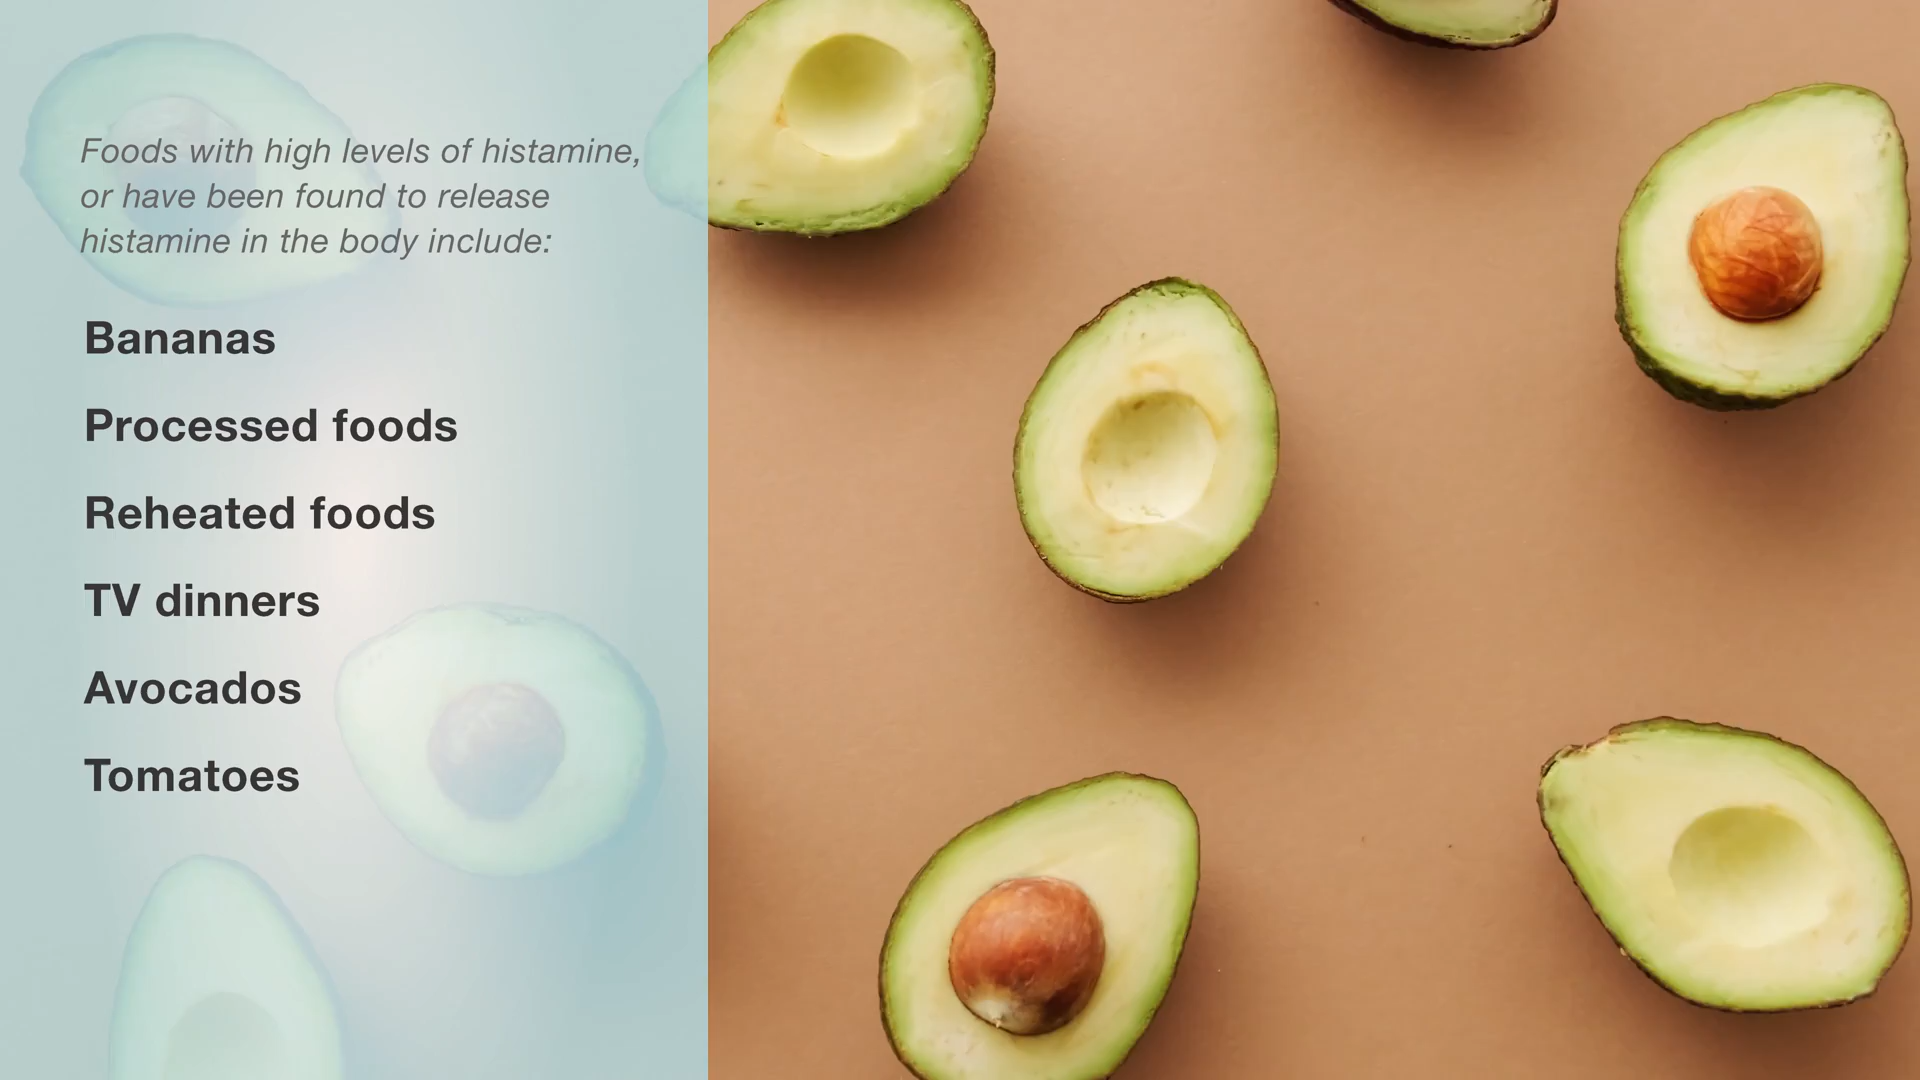 Foods with high levels of histamine,
or have been found to release
histamine in the body include:
Bananas
Processed foods
Reheated foods
TV dinners
Avocados
Tomatoes